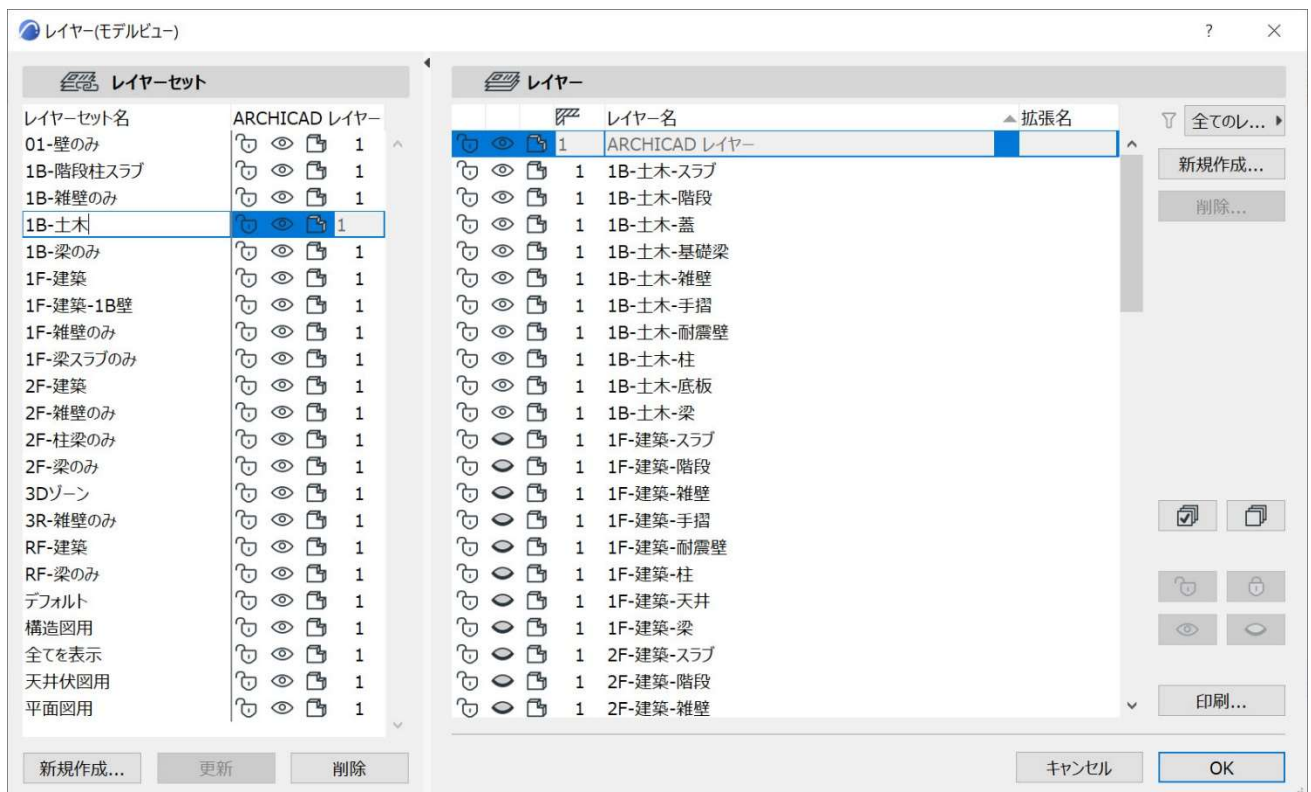 レイヤー(モデルビュー)
? ×
レイヤーセット
レイヤーセット名 ARCHICAD レイヤー
01-壁のみ 1
1B-階段柱スラブ 1
1B-雑壁のみ 1
1B-土木 1
1B-梁のみ 1
1F-建築 1
1F-建築-1B壁 1
1F-雑壁のみ 1
1F-梁スラブのみ 1
2F-建築 1
2F-雑壁のみ 1
2F-柱梁のみ 1
2F-梁のみ 1
3Dゾーン 1
3R-雑壁のみ 1
RF-建築 1
RF-梁のみ 1
デフォルト 1
構造図用 1
全てを表示 1
天井伏図用 1
平面図用 1
新規作成... 更新 削除
レイヤー
レイヤー名 拡張名
1 ARCHICAD レイヤー
1 1B-土木-スラブ
1 1B-土木-階段
1 1B-土木-蓋
1 1B-土木-基礎梁
1 1B-土木-雑壁
1 1B-土木-手摺
1 1B-土木-耐震壁
1 1B-土木-柱
1 1B-土木-底板
1 1B-土木-梁
1 1F-建築-スラブ
1 1F-建築-階段
1 1F-建築-雑壁
1 1F-建築-手摺
1 1F-建築-耐震壁
1 1F-建築-柱
1 1F-建築-天井
1 1F-建築-梁
1 2F-建築-スラブ
1 2F-建築-階段
1 2F-建築-雑壁
全てのレ...
新規作成...
削除...
印刷...
キャンセル OK